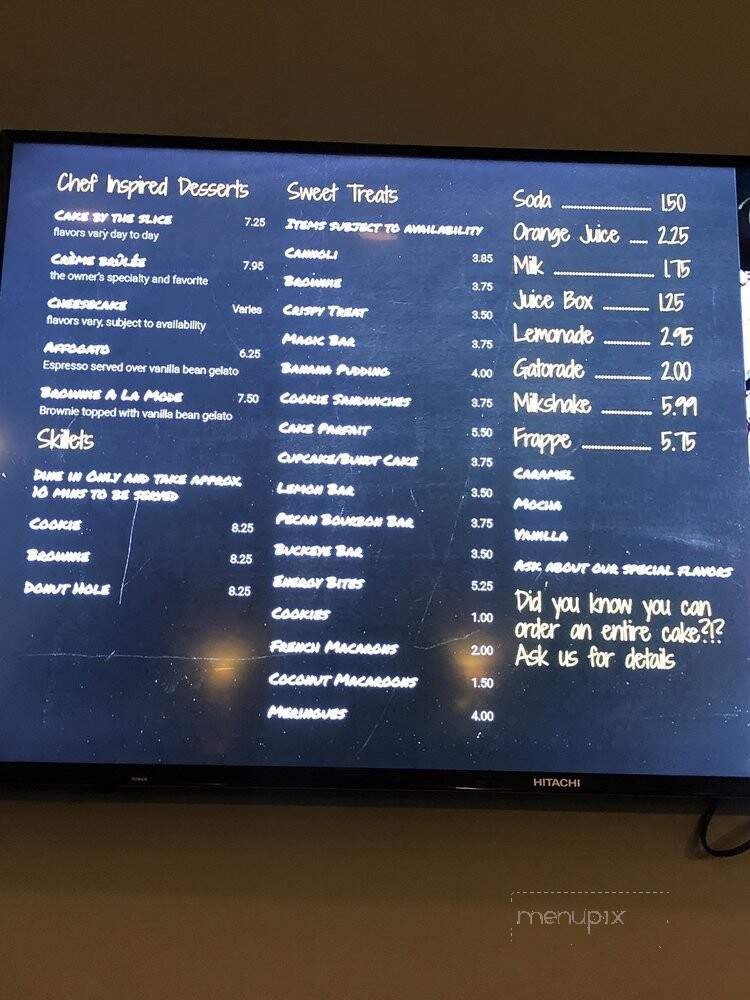 Chef Inspired Desserts
Cake by the slice 7.25
flavors vary day to day
Crème brûlée 7.95
the owner's specialty and favorite
Cheesecake Varies
flavors vary, subject to availability
Affogato 6.25
Espresso served over vanilla bean gelato
Brownie A La Mode 7.50
Brownie topped with vanilla bean gelato
Skillets
Dine in Only and take approx.
10 mins to be served
Cookie 8.25
Brownie 8.25
Donut Hole 8.25
Sweet Treats
Items subject to availability
Cannoli 3.85
Brownie 3.75
Crispy Treat 3.50
Magic Bar 3.75
Banana Pudding 4.00
Cookie Sandwiches 3.75
Cake Parfait 5.50
Cupcake/Bundt Cake 3.75
Lemon Bar 3.50
Pecan Bourbon Bar 3.75
Buckeye Bar 3.50
Energy Bites 5.25
Cookies 1.00
French Macarons 2.00
Coconut Macaroons 1.50
Meringues 4.00
Soda 1.50
Orange Juice 2.25
Milk 1.75
Juice Box 1.25
Lemonade 2.95
Gatorade 2.00
Milkshake 5.99
Frappe 5.75
Caramel
Mocha
Vanilla
Ask about our special flavors
Did you know you can
order an entire cake?!?
Ask us for details
HITACHI
menupix